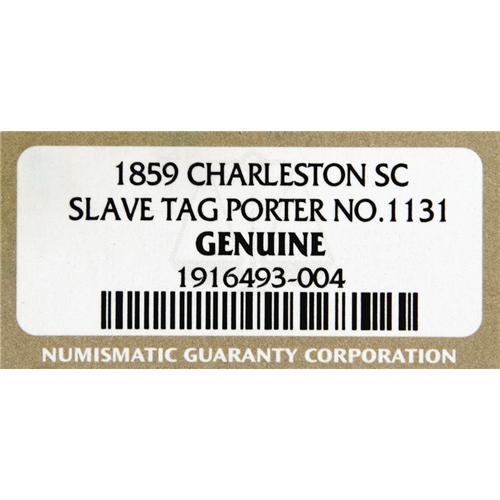 1859 CHARLESTON SC
SLAVE TAG PORTER NO.1131
GENUINE
1916493-004
NUMISMATIC GUARANTY CORPORATION